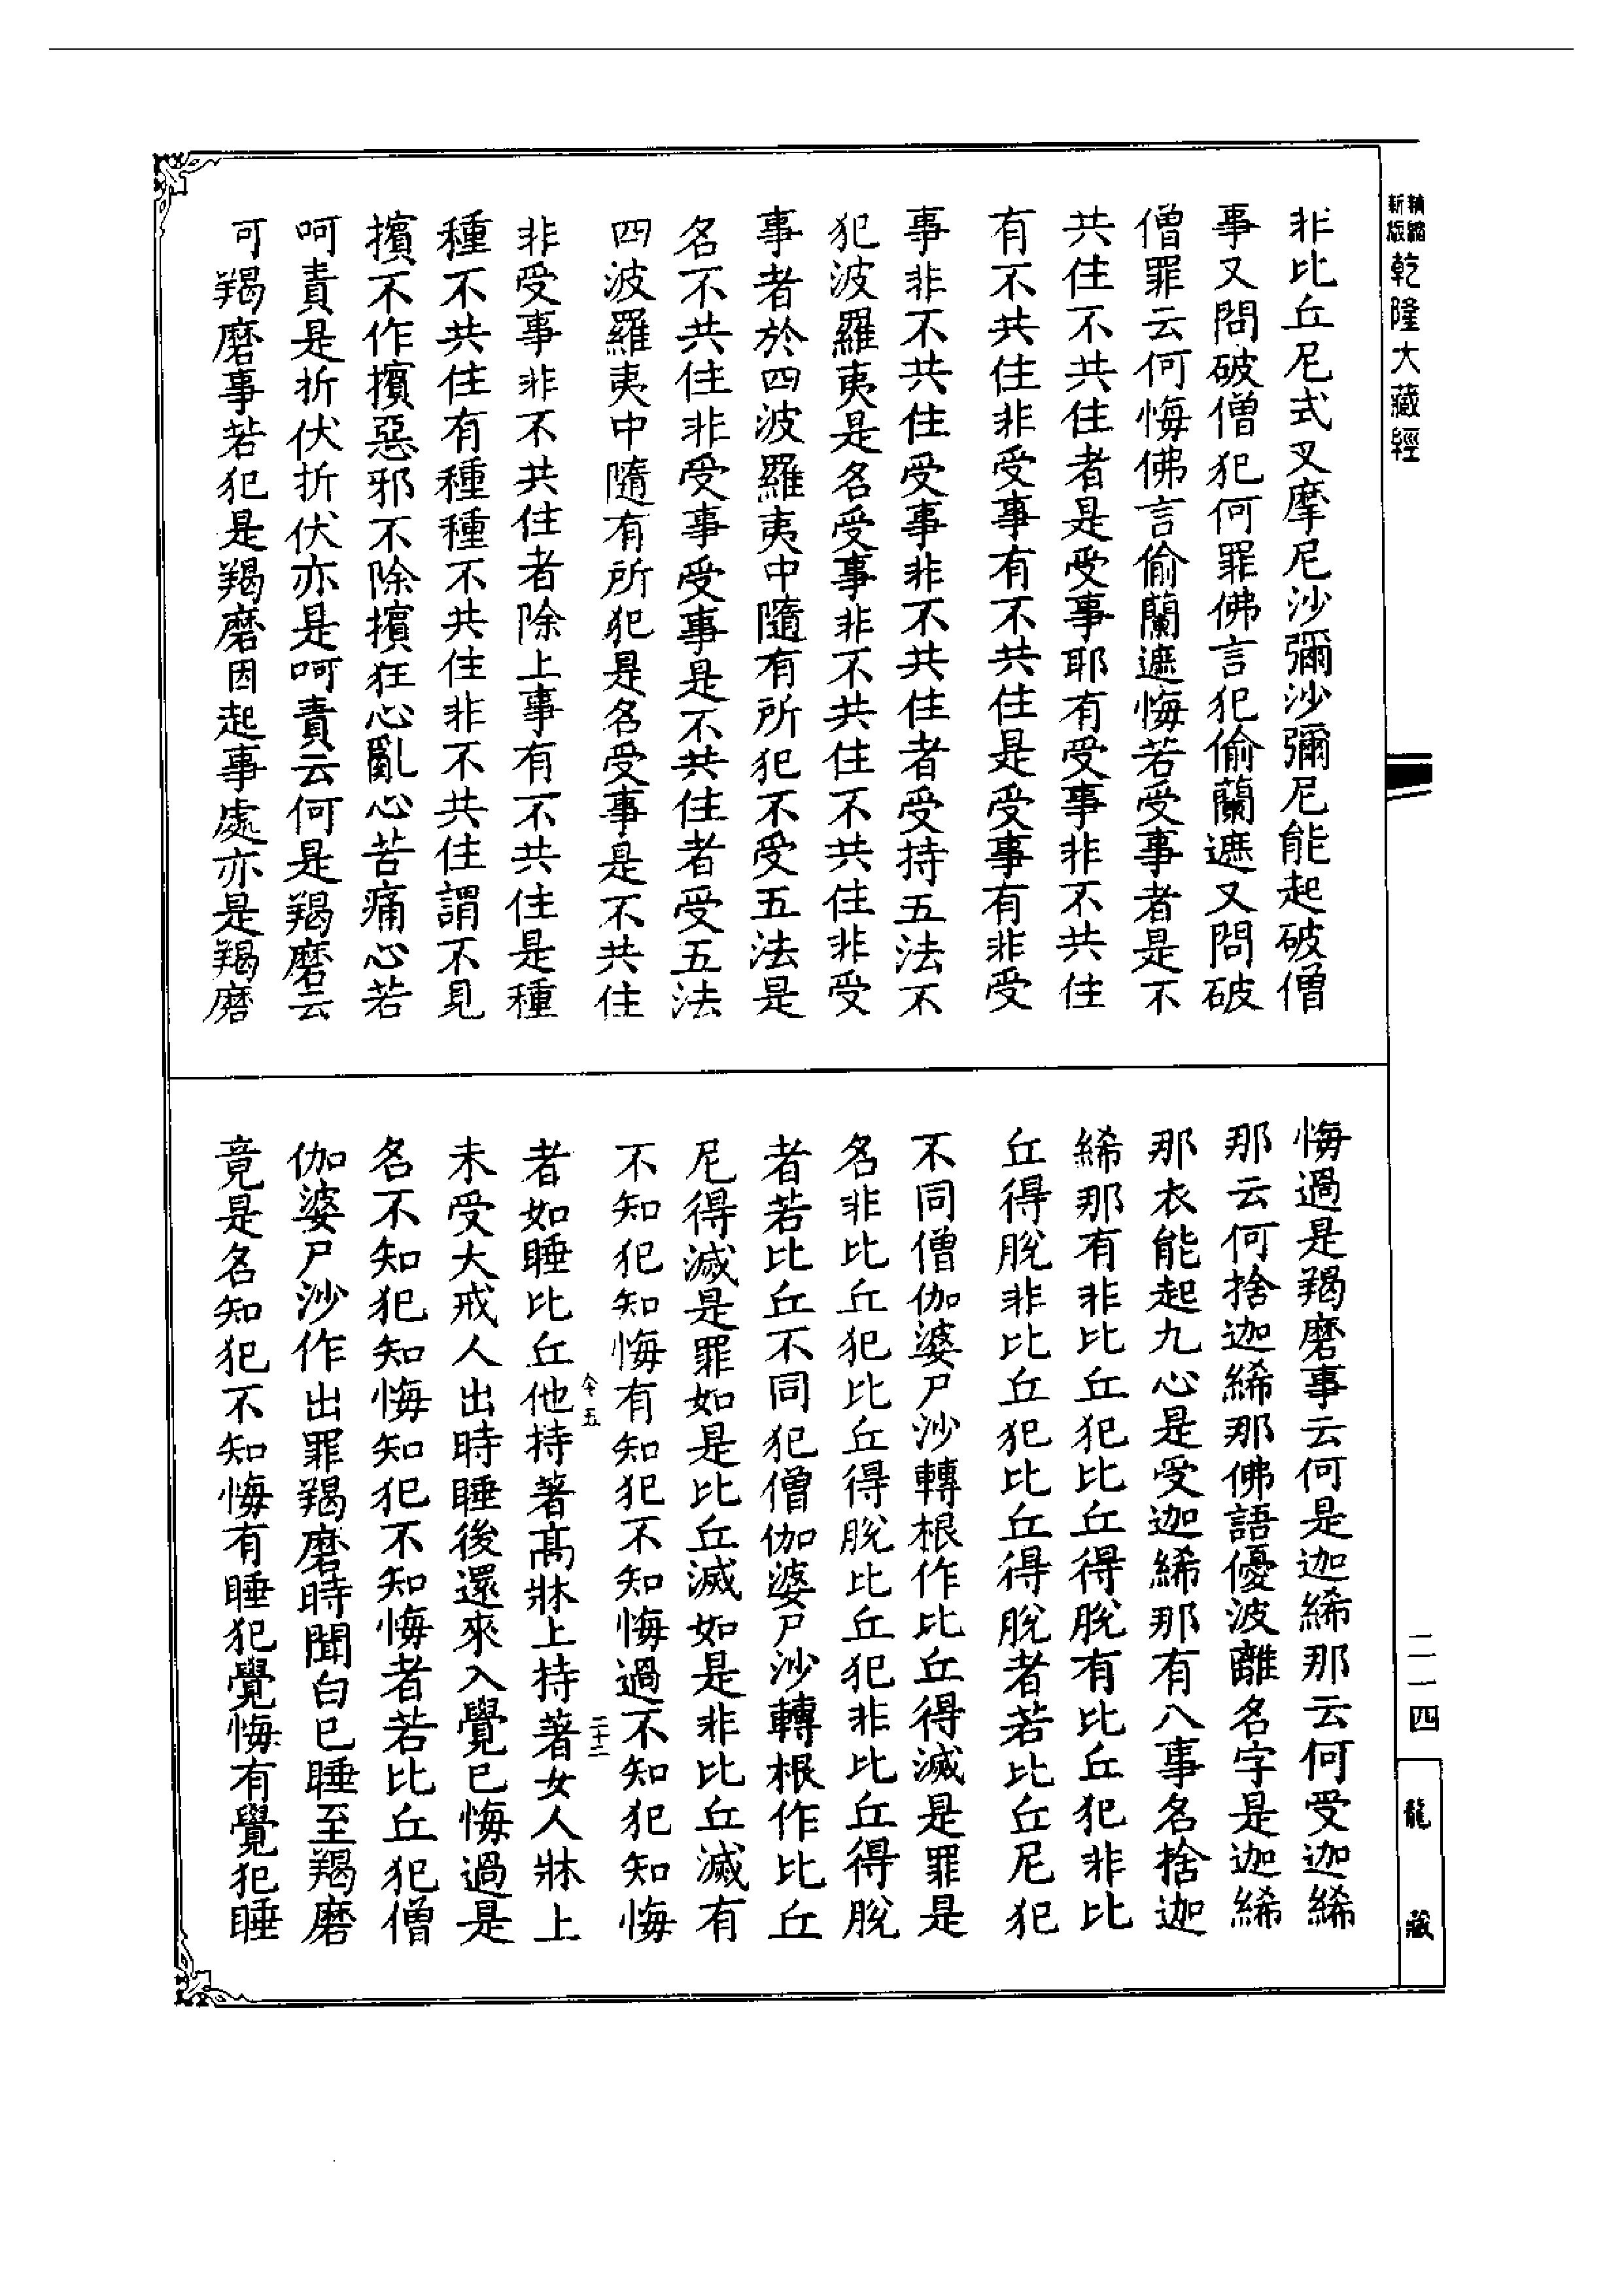 新編縮版乾隆大藏經
非比丘尼式叉摩尼沙彌沙彌尼能起破僧
事又問破僧犯何罪佛言犯偷蘭遮又問破
僧罪云何悔佛言偷蘭遮悔若受事者是不
共住不共住者是受事耶有受事非不共住
有不共住非受事有不共住是受事有非受
事非不共住受事非不共住者受持五法不
犯波羅夷是名受事非不共住不共住非受
事者於四波羅夷中隨有所犯不受五法是
名不共住非受事受事是不共住者受五法
四波羅夷中隨有所犯是名受事是不共住
非受事非不共住者除上事有不共住是種
種不共住有種種不共住非不共住謂不見
擯不作擯惡邪不除擯狂心亂心苦痛心若
呵責是折伏折伏亦是呵責云何是羯磨云
可羯磨事若犯是羯磨因起事處亦是羯磨
悔過是羯磨事云何是迦絺那云何受迦絺
那云何捨迦絺那佛語優波離名字是迦絺
那衣能起九心是受迦絺那有八事名捨迦
絺那有非比丘犯比丘得脫有比丘犯非比
丘得脫非比丘犯比丘得脫者若比丘尼犯
不同僧伽婆尸沙轉根作比丘得滅是罪是
名非比丘犯比丘得脫比丘犯非比丘得脫
者若比丘不同犯僧伽婆尸沙轉根作比丘
尼得滅是罪如是比丘滅如是非比丘滅有
不知犯知悔有知犯不知悔過不知犯知悔
者如睡比丘他持著高牀上持著女人牀上
未受大戒人出時睡後還來入覺已悔過是
名不知犯知悔知犯不知悔者若比丘犯僧
伽婆尸沙作出罪羯磨時聞白已睡至羯磨
竟是名知犯不知悔有睡犯覺悔有覺犯睡
二一四
龍藏